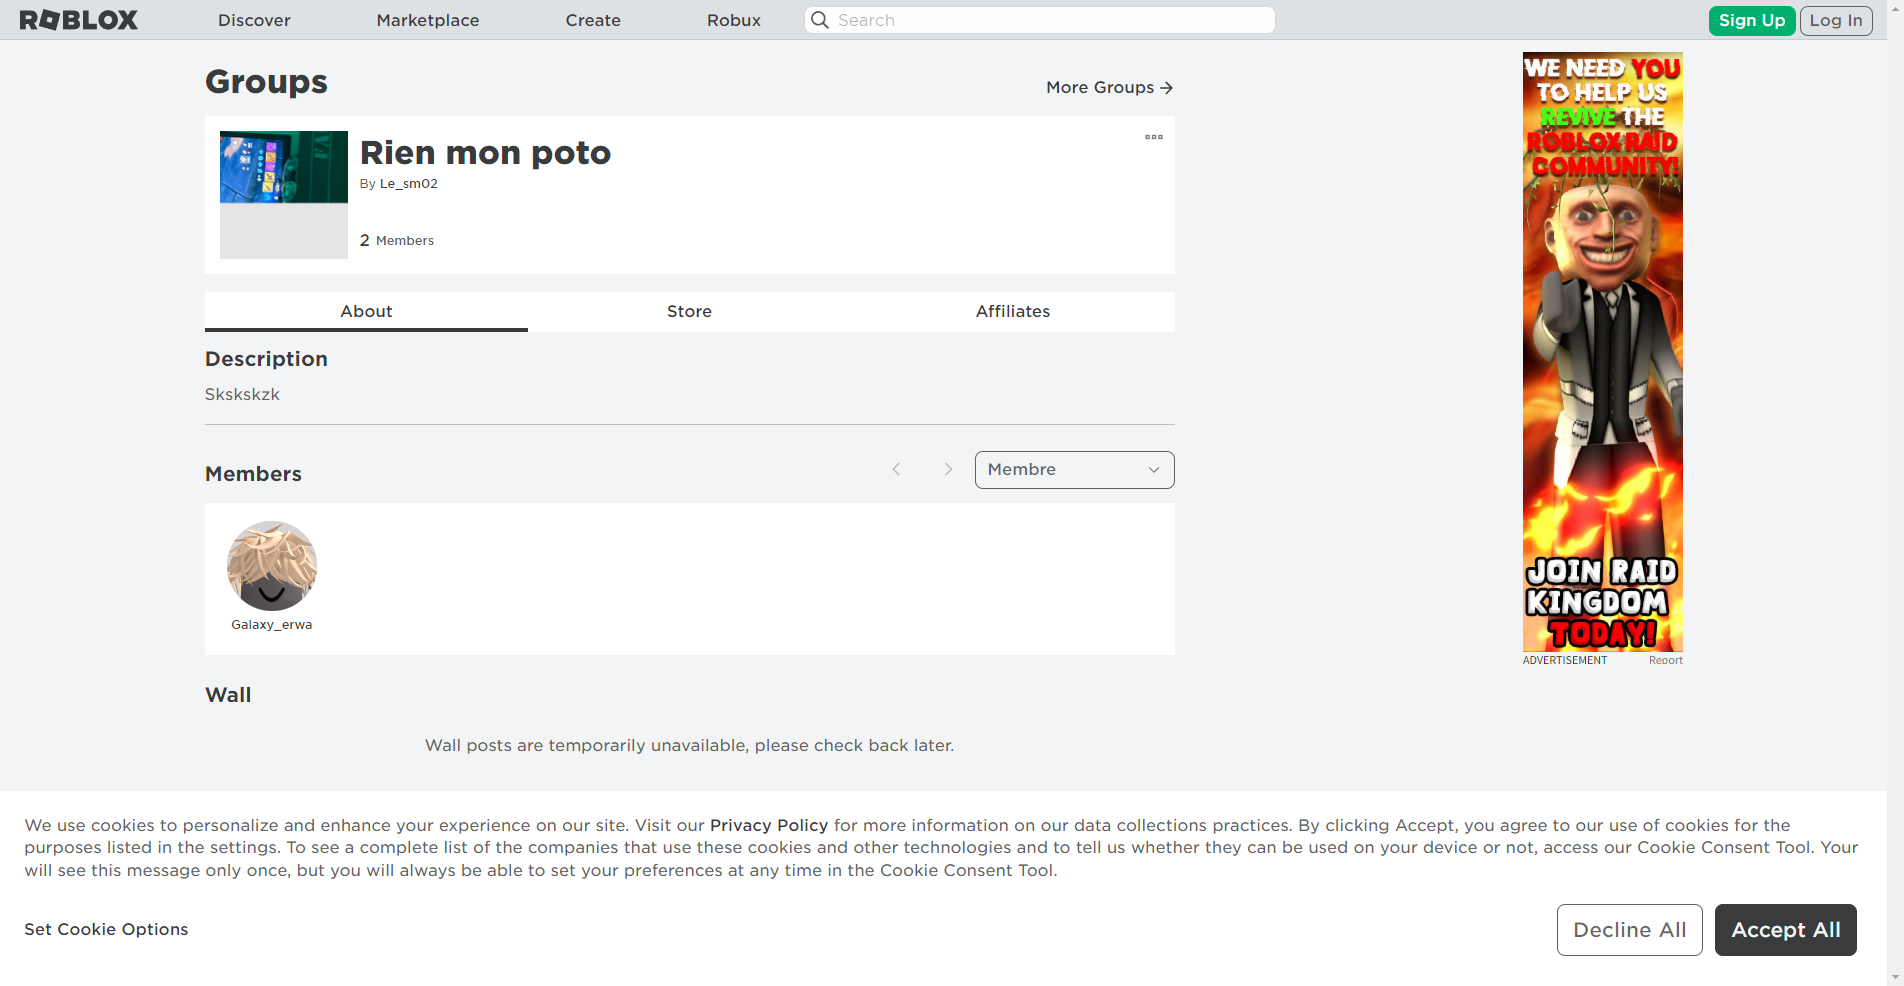 ROBLOX
Discover
Marketplace
Create
Robux
Search
Sign Up
Log In
Groups
More Groups
Rien mon poto
By Le_sm02
2 Members
About
Store
Affiliates
Description
Skskskzk
Members
Membre
Galaxy_erwa
Wall
Wall posts are temporarily unavailable, please check back later.
WE NEED YOU
TO HELP US
REVIVE THE
ROBLOX RAID
COMMUNITY!
JOIN RAID
KINGDOM
TODAY!
ADVERTISEMENT
Report
We use cookies to personalize and enhance your experience on our site. Visit our Privacy Policy for more information on our data collections practices. By clicking Accept, you agree to our use of cookies for the
purposes listed in the settings. To see a complete list of the companies that use these cookies and other technologies and to tell us whether they can be used on your device or not, access our Cookie Consent Tool. Your
will see this message only once, but you will always be able to set your preferences at any time in the Cookie Consent Tool.
Set Cookie Options
Decline All
Accept All